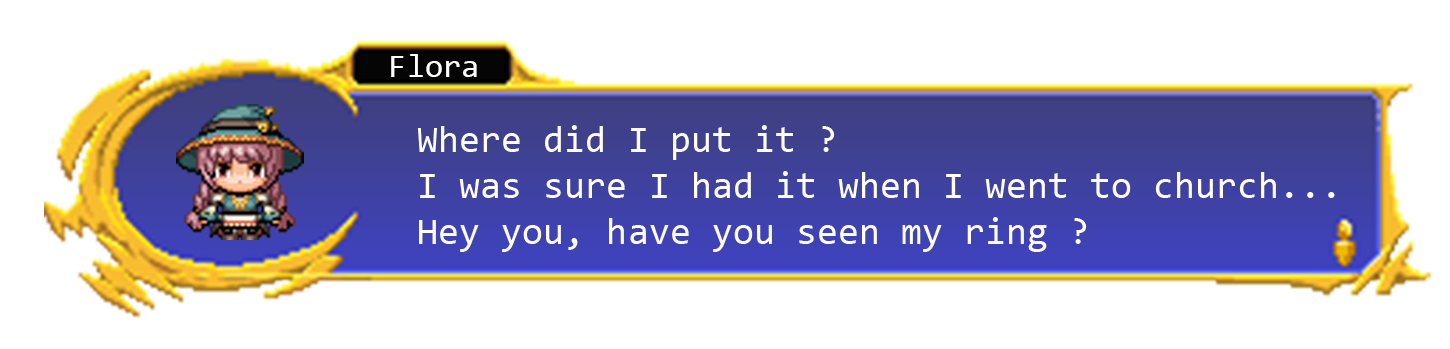 Flora
Where did I put it ?
I was sure I had it when I went to church...
Hey you, have you seen my ring ?